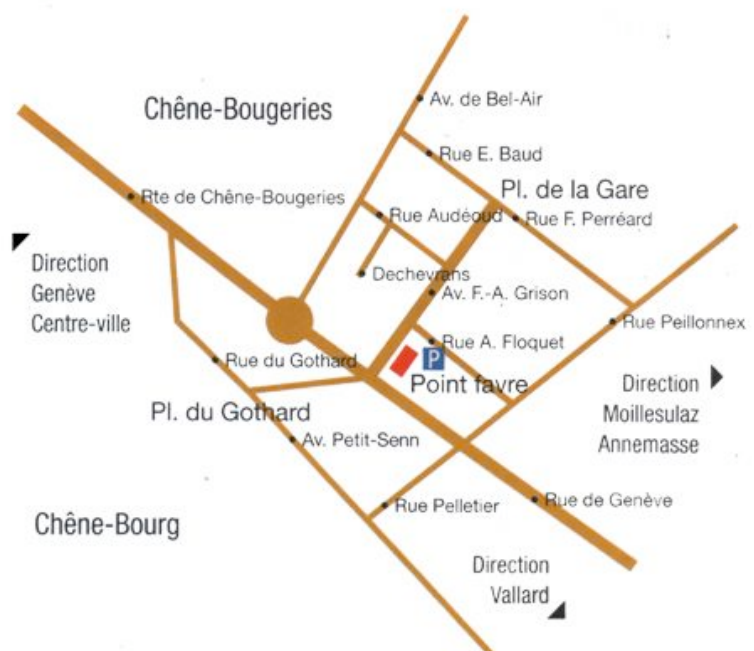 Chêne-Bougeries
Av. de Bel-Air
Rue E. Baud
Pl. de la Gare
Rte de Chêne-Bougeries
Rue Audéoud
Rue F. Perréard
Direction
Genève
Centre-ville
Dechevrans
Av. F.-A. Grison
Rue Peillonnex
Rue A. Floquet
P
Rue du Gothard
Point favre
Direction
Moillesulaz
Annemasse
Pl. du Gothard
Av. Petit-Senn
Rue Pelletier
Rue de Genève
Chêne-Bourg
Direction
Vallard